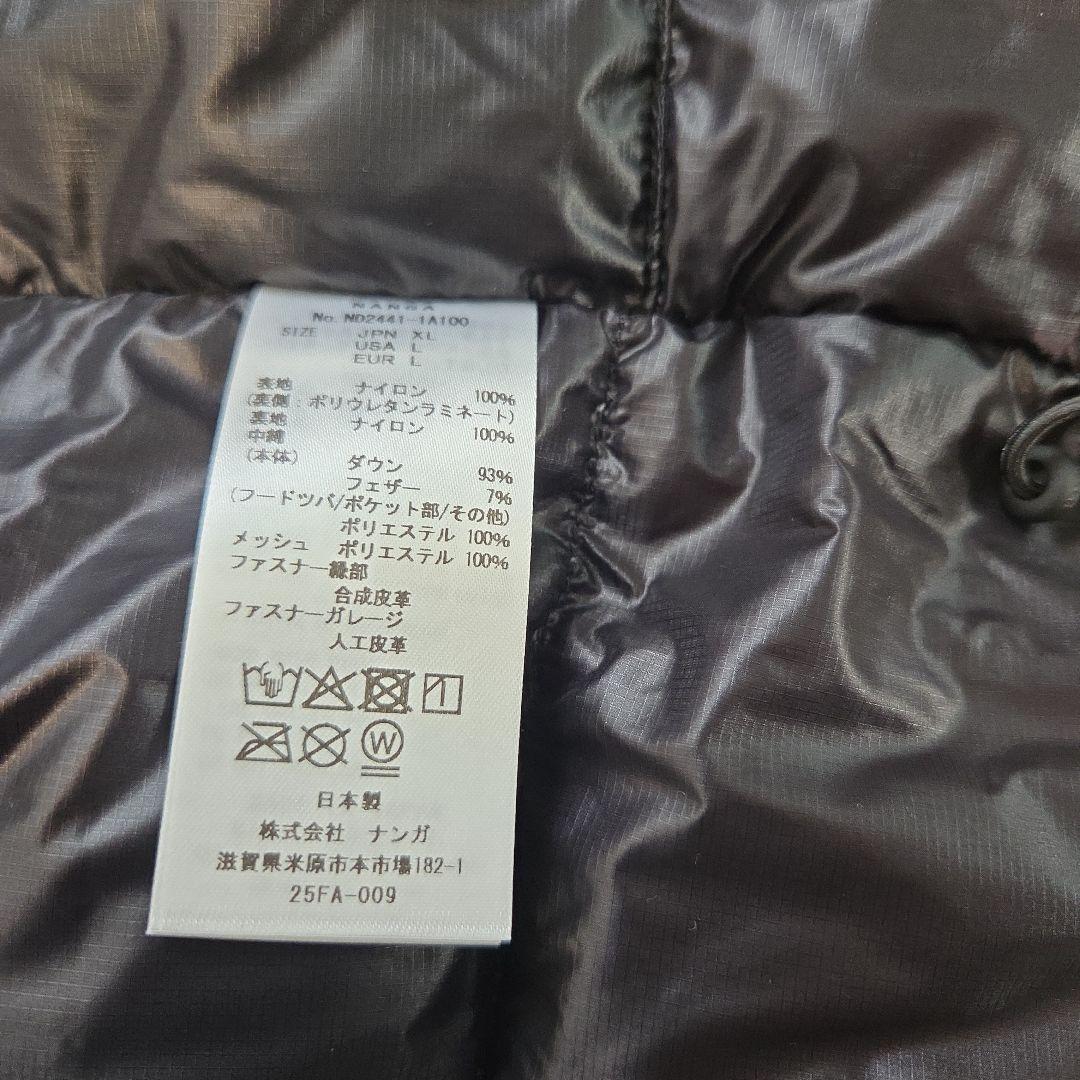 NANGA
No. ND2441-1A100
SIZE JPN XL
USA L
EUR L
表地 ナイロン 100%
(裏側:ポリウレタンラミネート)
裏地 ナイロン 100%
中綿
(本体) ダウン 93%
フェザー 7%
(フードツバ/ポケット部/その他)
ポリエステル 100%
メッシュ ポリエステル 100%
ファスナー縁部
合成皮革
ファスナーガレージ
人工皮革
W
日本製
株式会社 ナンガ
滋賀県米原市本市場182-1
25FA-009